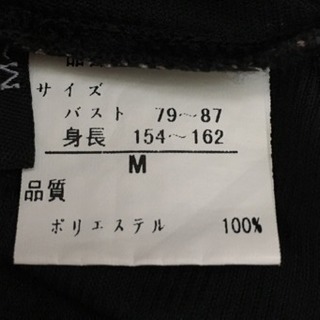 サイズ
バスト 79～87
身長 154～162
M
品質
ポリエステル 100%